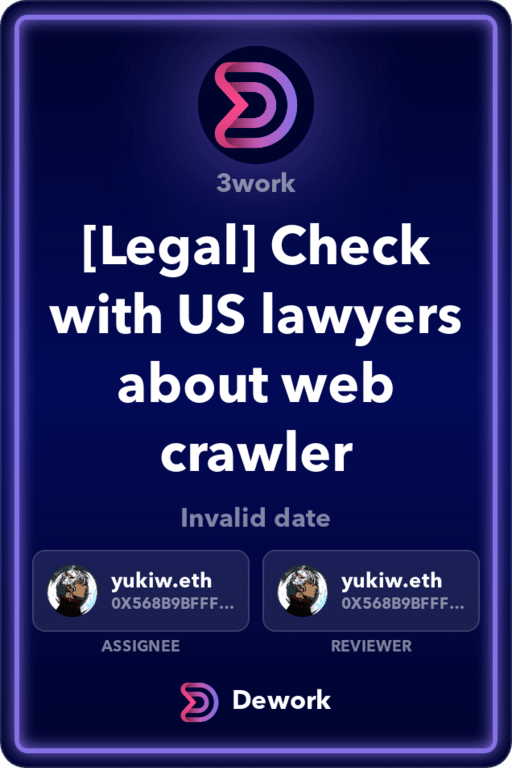 3work
[Legal] Check
with US lawyers
about web
crawler
Invalid date
yukiw.eth
0X568B9BFFF...
ASSIGNEE
yukiw.eth
0X568B9BFFF...
REVIEWER
Dework